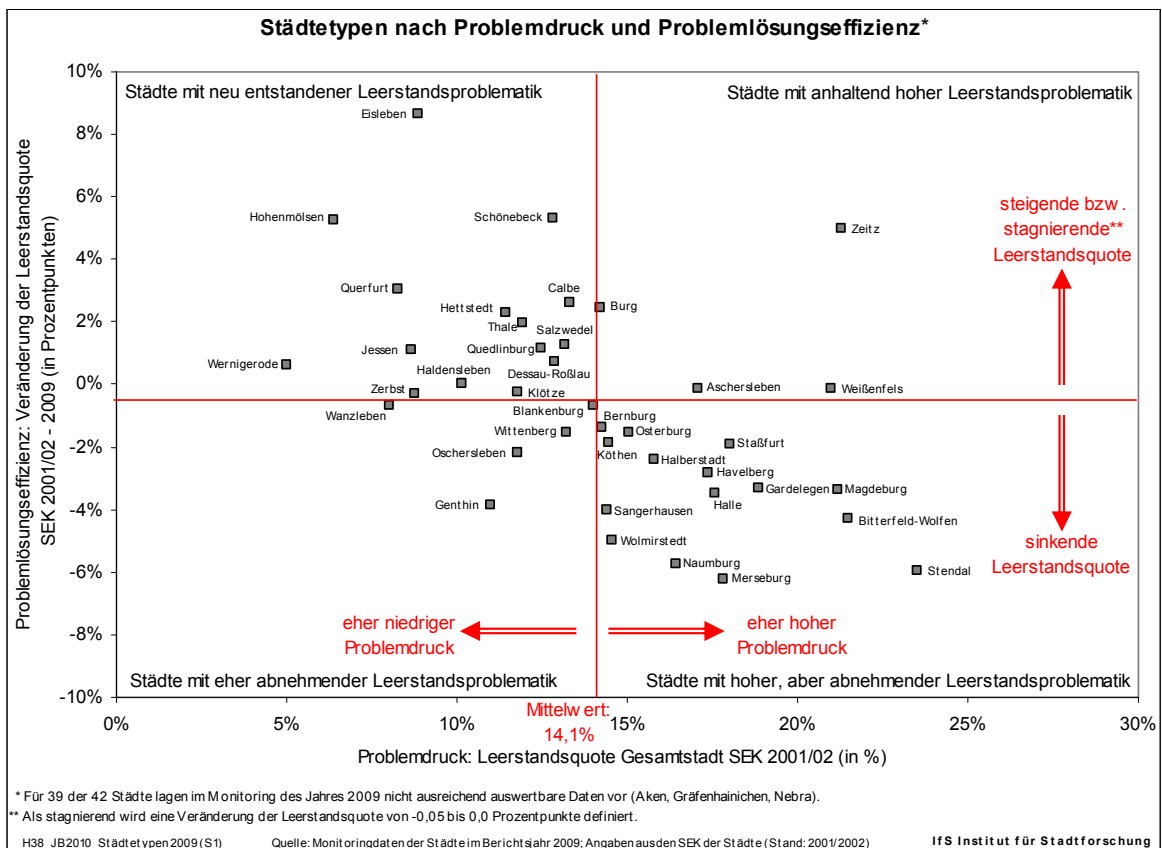 Städtetypen nach Problemdruck und Problemlösungseffizienz*
Problemlösungseffizienz: Veränderung der Leerstandsquote
SEK 2001/02 - 2009 (in Prozentpunkten)
10%
8%
6%
4%
2%
0%
-2%
-4%
-6%
-8%
-10%
Städte mit neu entstandener Leerstandsproblematik
Städte mit anhaltend hoher Leerstandsproblematik
Eisleben
Hohenmölsen
Schönebeck
Zeitz
steigende bzw.
stagnierende**
Leerstandsquote
Querfurt
Calbe
Hettstedt
Burg
Thale
Salzwedel
Jessen
Quedlinburg
Wernigerode
Haldensleben
Dessau-Roßlau
Zerbst
Klötze
Aschersleben
Weißenfels
Wanzleben
Blankenburg
Bernburg
Wittenberg
Osterburg
Staßfurt
Oschersleben
Köthen
Halberstadt
Havelberg
Genthin
Gardelegen
Magdeburg
Halle
Sangerhausen
Bitterfeld-Wolfen
Wolmirstedt
sinkende
Leerstandsquote
Naumburg
Merseburg
Stendal
eher niedriger
Problemdruck
eher hoher
Problemdruck
Städte mit eher abnehmender Leerstandsproblematik
Städte mit hoher, aber abnehmender Leerstandsproblematik
0%
5%
10%
Mittelwert:
14,1%
15%
20%
25%
30%
Problemdruck: Leerstandsquote Gesamtstadt SEK 2001/02 (in %)
* Für 39 der 42 Städte lagen im Monitoring des Jahres 2009 nicht ausreichend auswertbare Daten vor (Aken, Gräfenhainichen, Nebra).
** Als stagnierend wird eine Veränderung der Leerstandsquote von -0,05 bis 0,0 Prozentpunkte definiert.
H38_JB2010_Städtetypen2009 (S1) Quelle: Monitoringdaten der Städte im Berichtsjahr 2009; Angaben aus den SEK der Städte (Stand: 2001/2002) IfS Institut für Stadtforschung